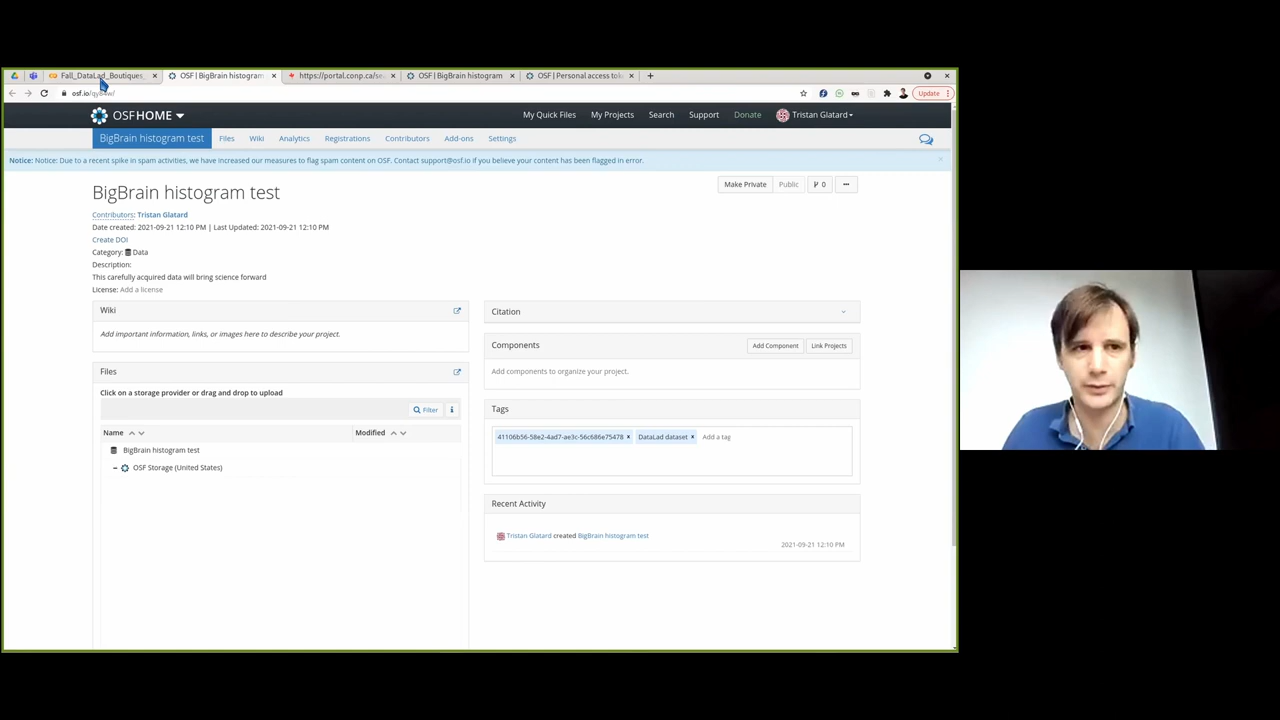 Fall_DataLad_Boutiques_
OSF | BigBrain histogram
https://portal.conp.ca/se
OSF | BigBrain histogram
OSF | Personal access tok
Update
OSFHOME
My Quick Files
My Projects
Search
Support
Donate
Tristan Glatard
BigBrain histogram test
Files
Wiki
Analytics
Registrations
Contributors
Add-ons
Settings
Notice: Notice: Due to a recent spike in spam activities, we have increased our measures to flag spam content on OSF. Contact support@osf.io if you believe your content has been flagged in error.
BigBrain histogram test
Make Private
Public
0
Contributors: Tristan Glatard
Date created: 2021-09-21 12:10 PM | Last Updated: 2021-09-21 12:10 PM
Create DOI
Category: Data
Description:
This carefully acquired data will bring science forward
License: Add a license
Wiki
Add important information, links, or images here to describe your project.
Files
Click on a storage provider or drag and drop to upload
Filter
Name
Modified
BigBrain histogram test
OSF Storage (United States)
Citation
Components
Add Component
Link Projects
Add components to organize your project.
Tags
41106b56-58e2-4ad7-ae3c-56c686e75478
DataLad dataset
Add a tag
Recent Activity
Tristan Glatard created BigBrain histogram test
2021-09-21 12:10 PM